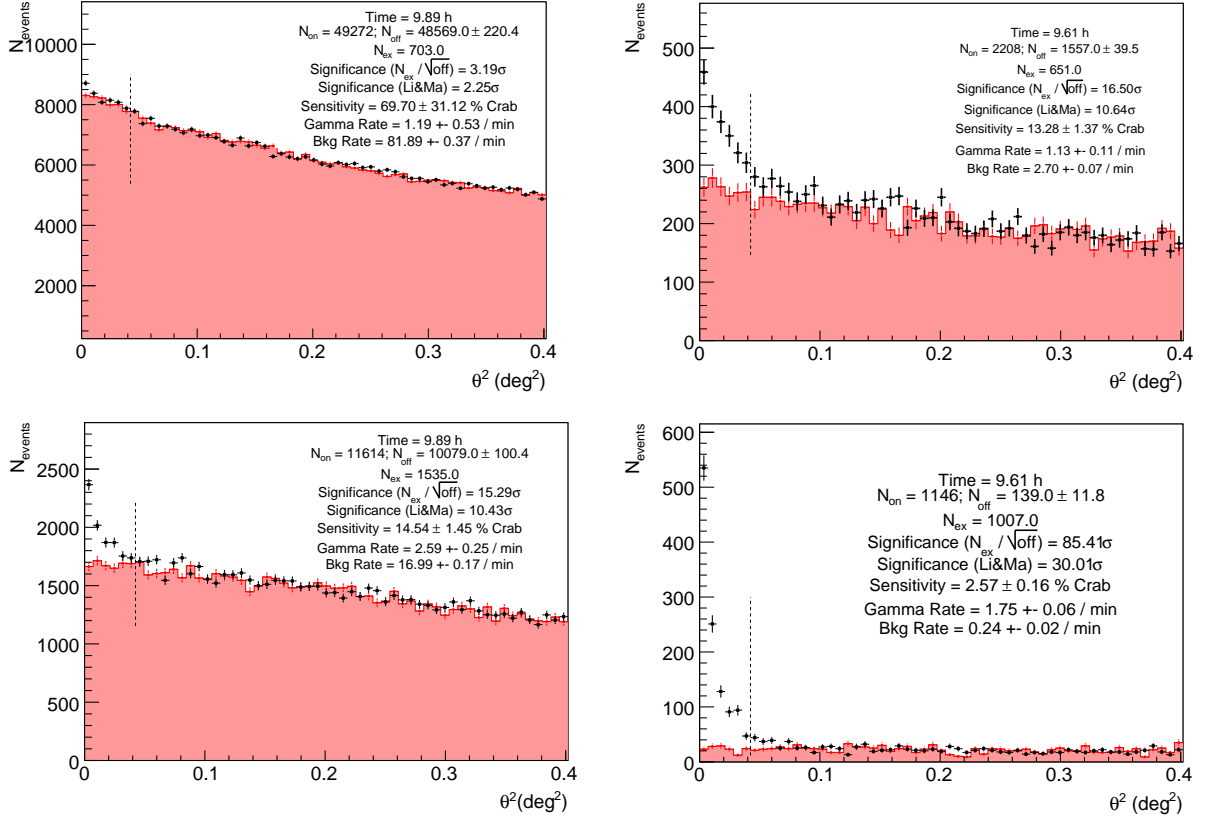 N_events
10000
8000
6000
4000
2000
0
0.1
0.2
0.3
0.4
θ² (deg²)
Time = 9.89 h
N_on = 49272; N_off = 48569.0 ± 220.4
N_ex = 703.0
Significance (N_ex / √off) = 3.19σ
Significance (Li&Ma) = 2.25σ
Sensitivity = 69.70 ± 31.12 % Crab
Gamma Rate = 1.19 +- 0.53 / min
Bkg Rate = 81.89 +- 0.37 / min
N_events
500
400
300
200
100
0
0
0.1
0.2
0.3
0.4
θ² (deg²)
Time = 9.61 h
N_on = 2208; N_off = 1557.0 ± 39.5
N_ex = 651.0
Significance (N_ex / √off) = 16.50σ
Significance (Li&Ma) = 10.64σ
Sensitivity = 13.28 ± 1.37 % Crab
Gamma Rate = 1.13 +- 0.11 / min
Bkg Rate = 2.70 +- 0.07 / min
N_events
2500
2000
1500
1000
500
0
0
0.1
0.2
0.3
0.4
θ²(deg²)
Time = 9.89 h
N_on = 11614; N_off = 10079.0 ± 100.4
N_ex = 1535.0
Significance (N_ex / √off) = 15.29σ
Significance (Li&Ma) = 10.43σ
Sensitivity = 14.54 ± 1.45 % Crab
Gamma Rate = 2.59 +- 0.25 / min
Bkg Rate = 16.99 +- 0.17 / min
N_events
600
500
400
300
200
100
0
0
0.1
0.2
0.3
0.4
θ² (deg²)
Time = 9.61 h
N_on = 1146; N_off = 139.0 ± 11.8
N_ex = 1007.0
Significance (N_ex / √off) = 85.41σ
Significance (Li&Ma) = 30.01σ
Sensitivity = 2.57 ± 0.16 % Crab
Gamma Rate = 1.75 +- 0.06 / min
Bkg Rate = 0.24 +- 0.02 / min